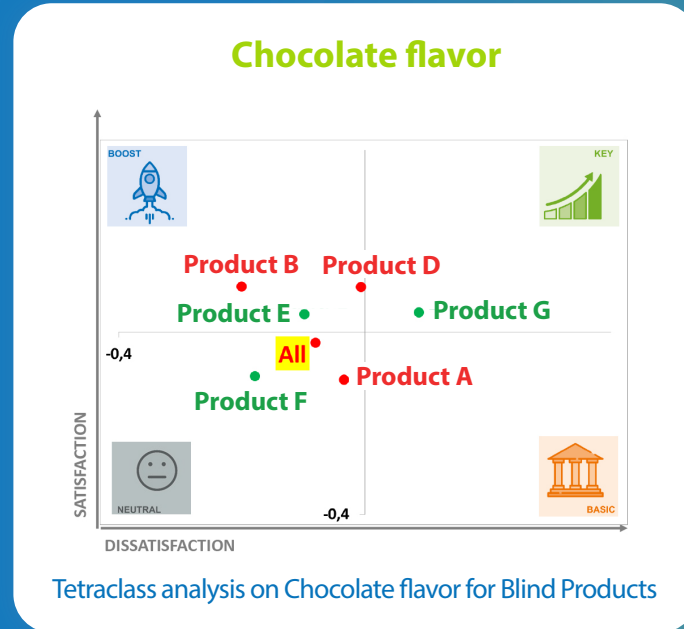 Chocolate flavor
BOOST
KEY
Product B
Product D
Product E
Product G
All
-0,4
Product A
Product F
SATISFACTION
NEUTRAL
-0,4
BASIC
DISSATISFACTION
Tetraclass analysis on Chocolate flavor for Blind Products